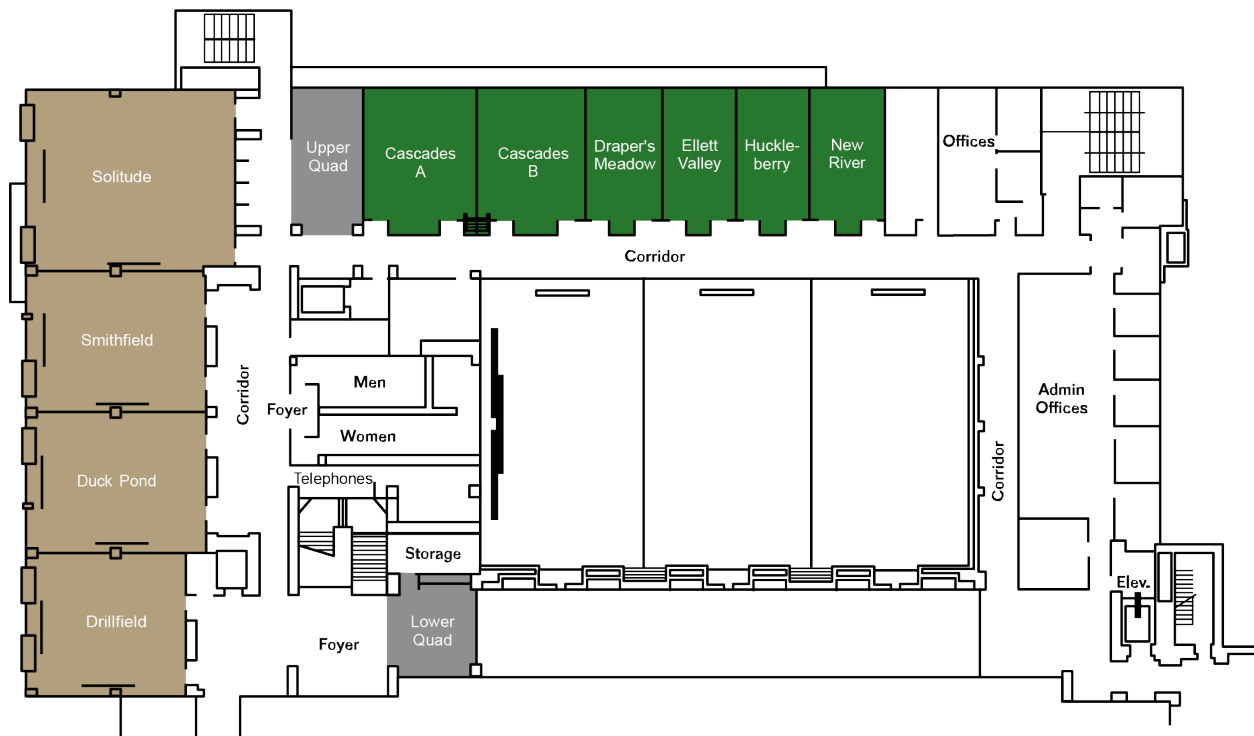 Upper
Quad
Cascades
A
Cascades
B
Draper's
Meadow
Ellett
Valley
Huckle-
berry
New
River
Offices
Solitude
Corridor
Smithfield
Corridor
Men
Foyer
Women
Admin
Offices
Duck Pond
Telephones
Corridor
Storage
Elev.
Drillfield
Foyer
Lower
Quad